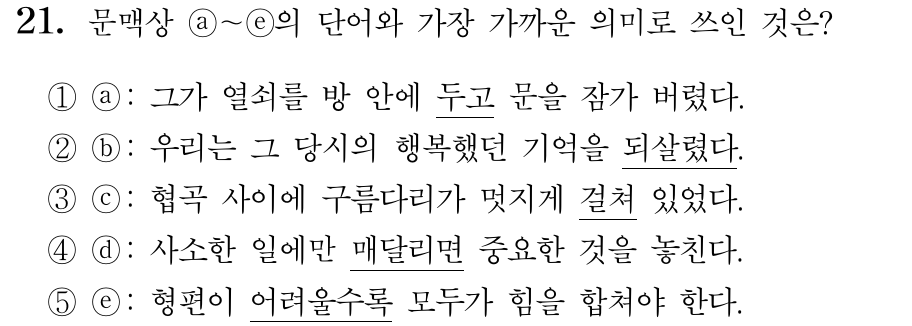 21. 문맥상 ⓐ~ⓔ의 단어와 가장 가까운 의미로 쓰인 것은?
① ⓐ: 그가 열쇠를 방 안에 두고 문을 잠가 버렸다.
② ⓑ: 우리는 그 당시의 행복했던 기억을 되살렸다.
③ ⓒ: 협곡 사이에 구름다리가 멋지게 걸쳐 있었다.
④ ⓓ: 사소한 일에만 매달리면 중요한 것을 놓친다.
⑤ ⓔ: 형편이 어려울수록 모두가 힘을 합쳐야 한다.